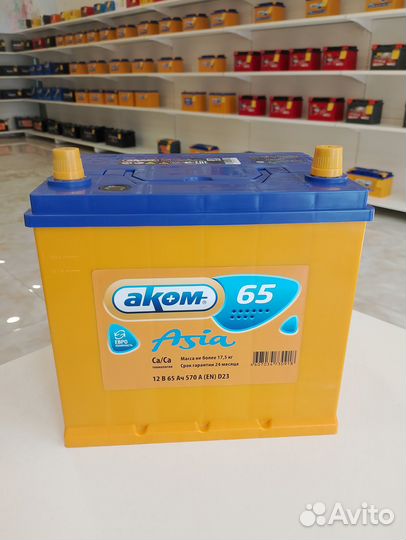 аком
65
Asia
ЕВРО
Ca/Ca
технология
Масса не более 17,5 кг
Срок гарантии 24 месяца
12 В 65 Ач 570 А (EN) D23
Avito